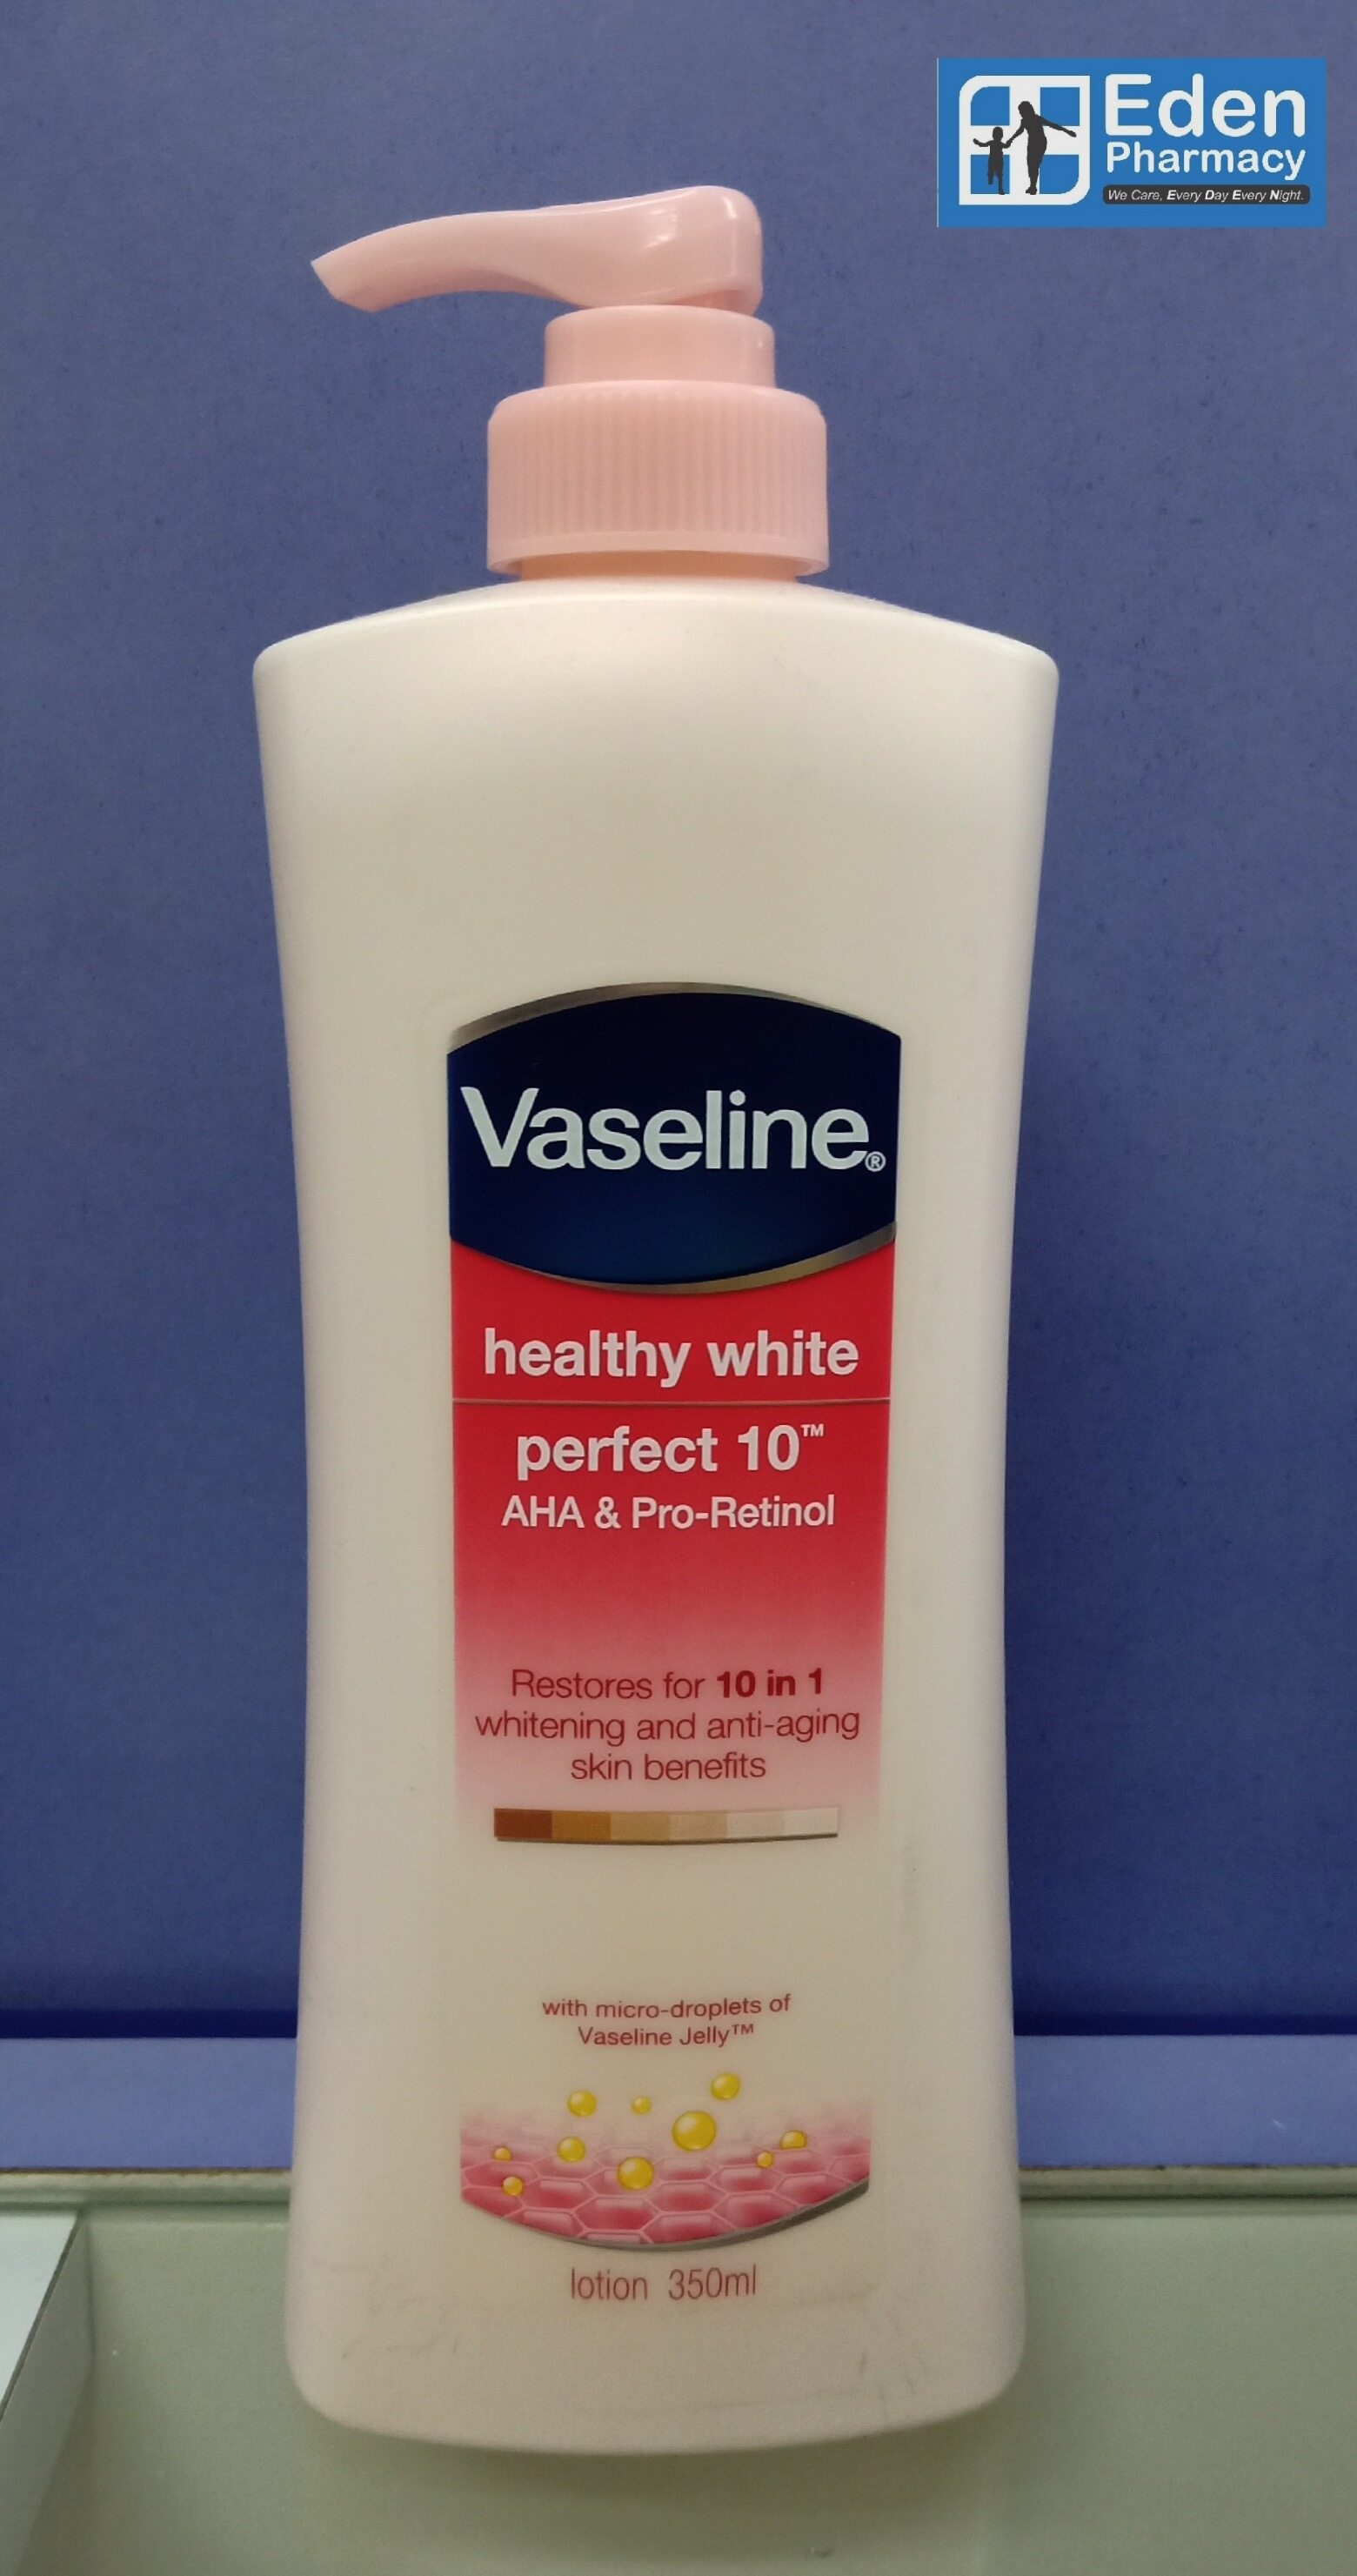 Eden
Pharmacy
We Care, Every Day Every Night.
Vaseline®
healthy white
perfect 10™
AHA & Pro-Retinol
Restores for 10 in 1
whitening and anti-aging
skin benefits
with micro-droplets of
Vaseline Jelly™
lotion 350ml